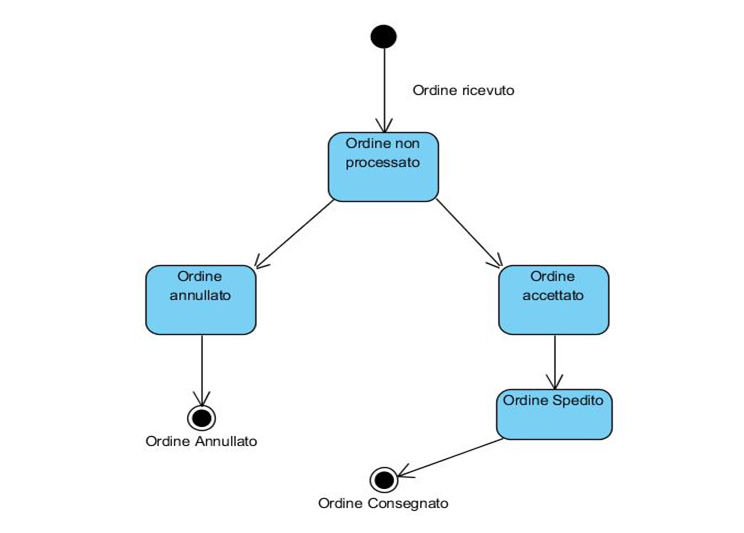 Ordine ricevuto
Ordine non
processato
Ordine
annullato
Ordine
accettato
Ordine Spedito
Ordine Annullato
Ordine Consegnato